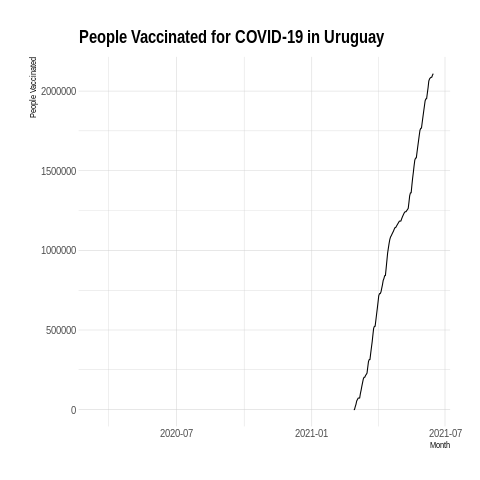 People Vaccinated for COVID-19 in Uruguay
People Vaccinated
2000000
1500000
1000000
500000
0
2020-07
2021-01
2021-07
Month